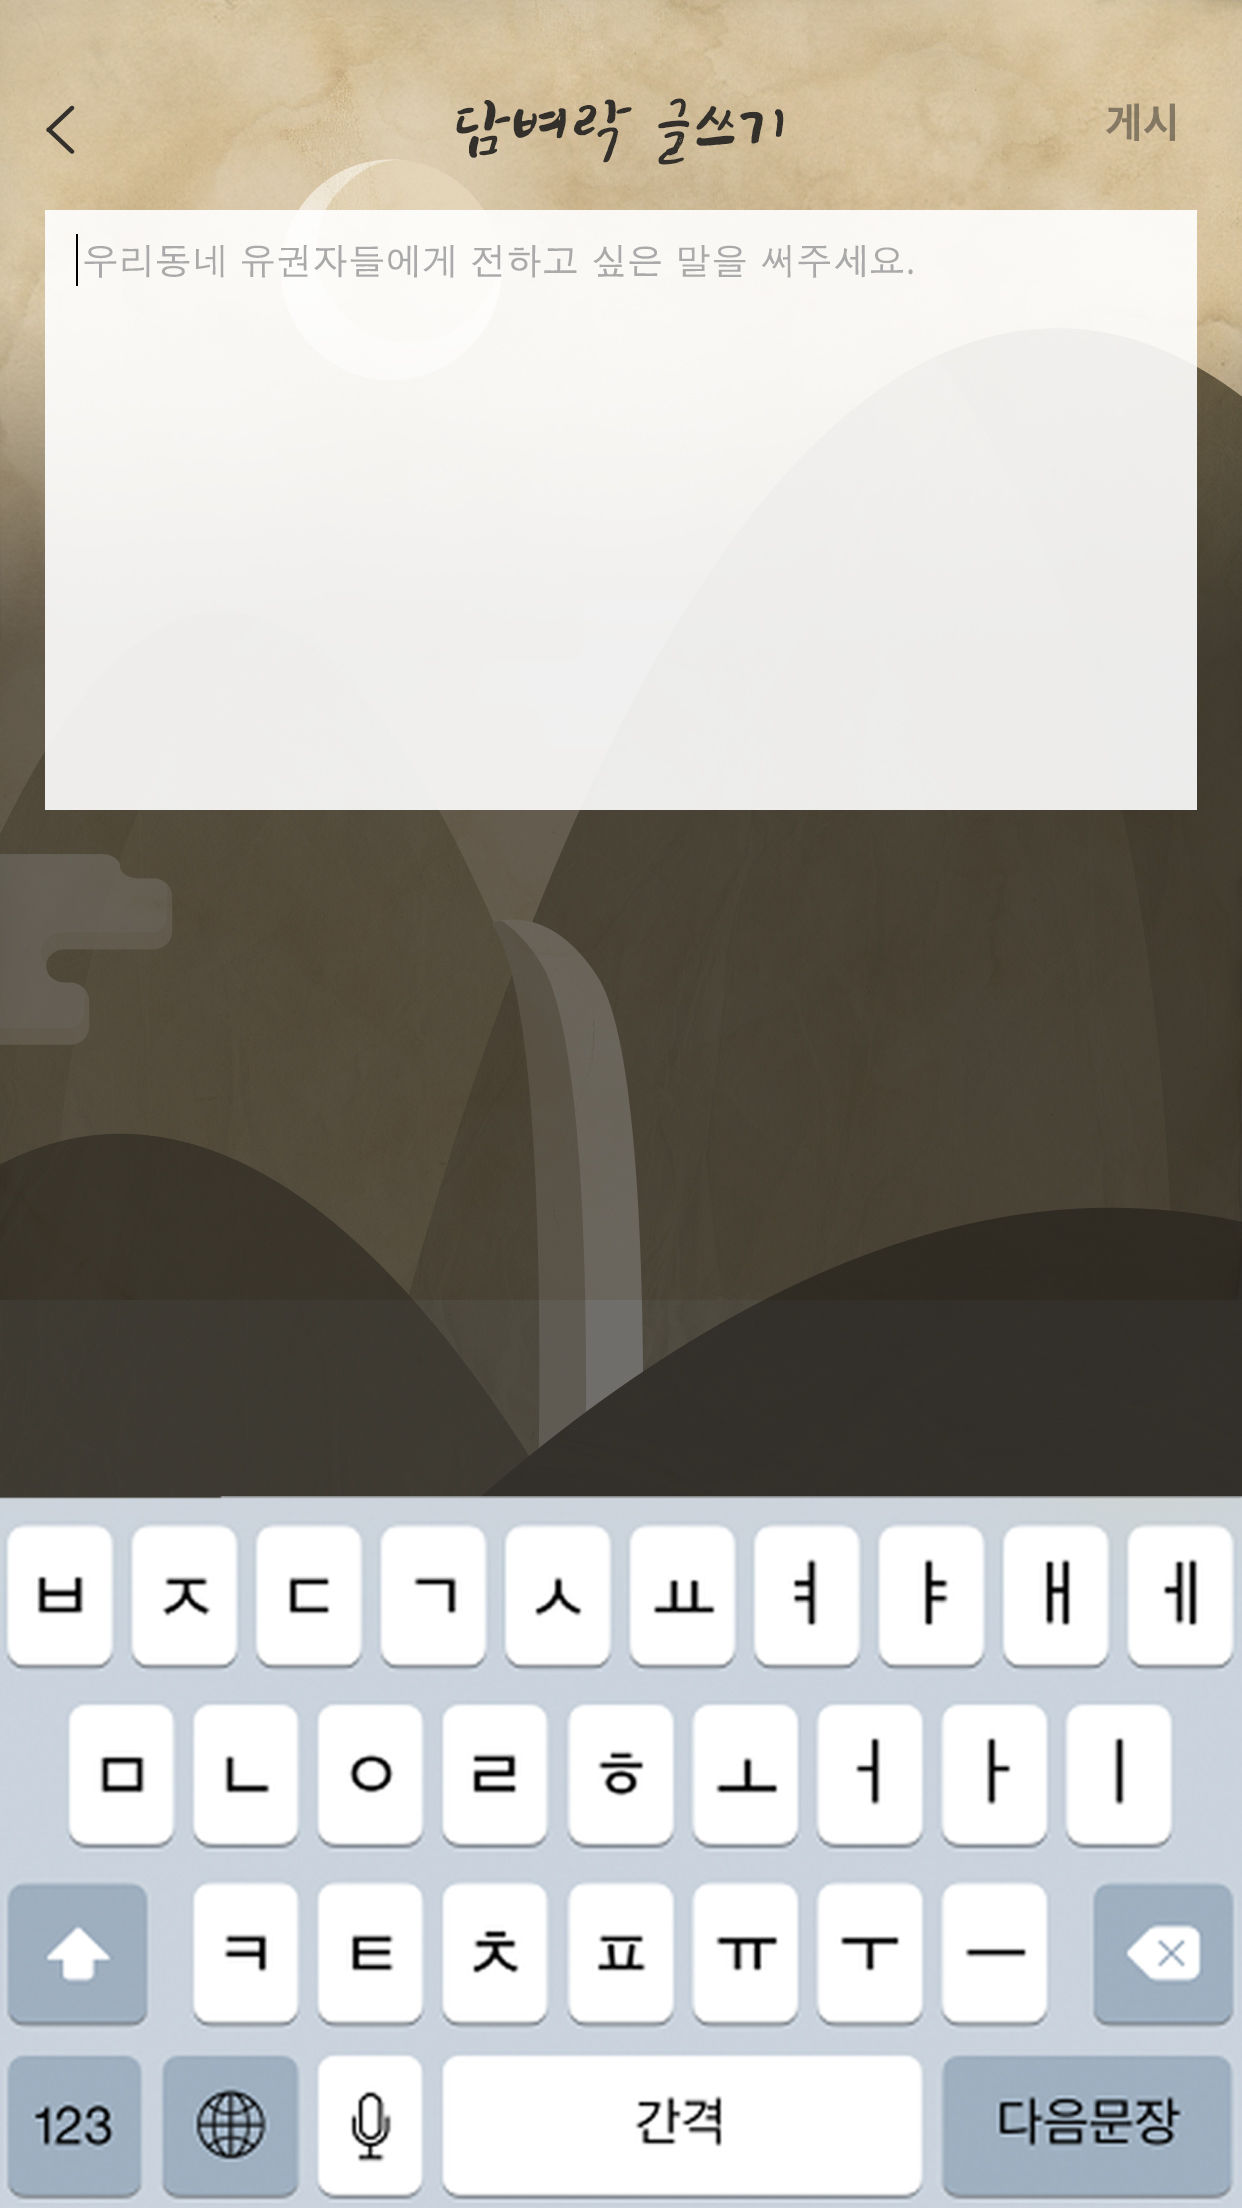 담벼락 글쓰기
게시
우리동네 유권자들에게 전하고 싶은 말을 써주세요.
ㅂ ㅈ ㄷ ㄱ ㅅ ㅛ ㅕ ㅑ ㅐ ㅔ
ㅁ ㄴ ㅇ ㄹ ㅎ ㅗ ㅓ ㅏ ㅣ
ㅋ ㅌ ㅊ ㅍ ㅠ ㅜ ㅡ
123 간격 다음문장